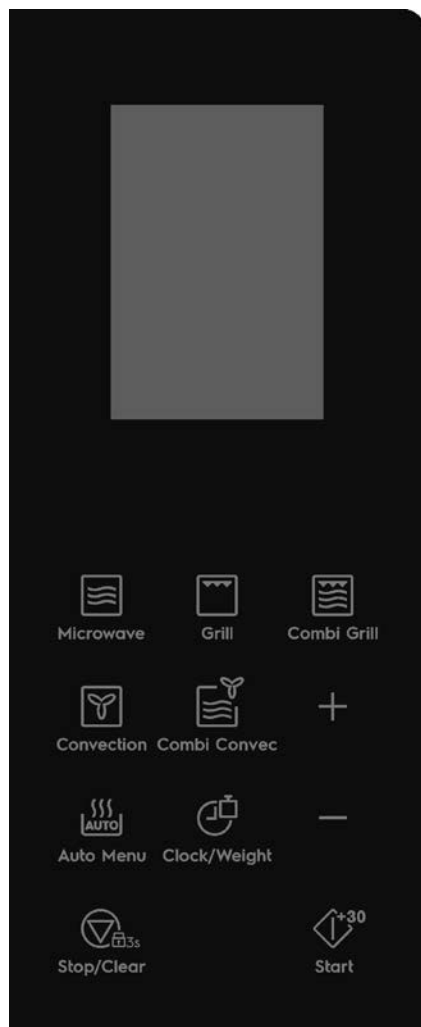 Microwave Grill Combi Grill
Convection Combi Convec +
AUTO
Auto Menu Clock/Weight −
3s +30
Stop/Clear Start